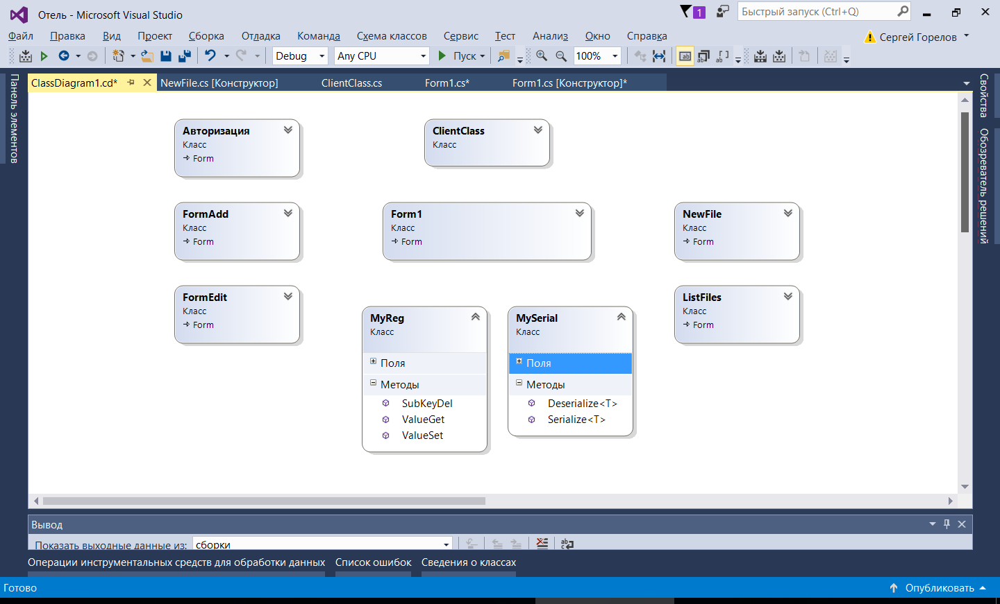 Отель - Microsoft Visual Studio
1
Быстрый запуск (Ctrl+Q)
Файл Правка Вид Проект Сборка Отладка Команда Схема классов Сервис Тест Анализ Окно Справка
Сергей Горелов
Debug Any CPU Пуск 100%
Панель элементов
ClassDiagram1.cd* NewFile.cs [Конструктор] ClientClass.cs Form1.cs* Form1.cs [Конструктор]*
Свойства
Обозреватель решений
Авторизация
Класс
Form
ClientClass
Класс
FormAdd
Класс
Form
Form1
Класс
Form
NewFile
Класс
Form
FormEdit
Класс
Form
MyReg
Класс
Поля
Методы
SubKeyDel
ValueGet
ValueSet
MySerial
Класс
Поля
Методы
Deserialize<T>
Serialize<T>
ListFiles
Класс
Form
Вывод
Показать выходные данные из: сборки
Операции инструментальных средств для обработки данных Список ошибок Сведения о классах
Готово
Опубликовать